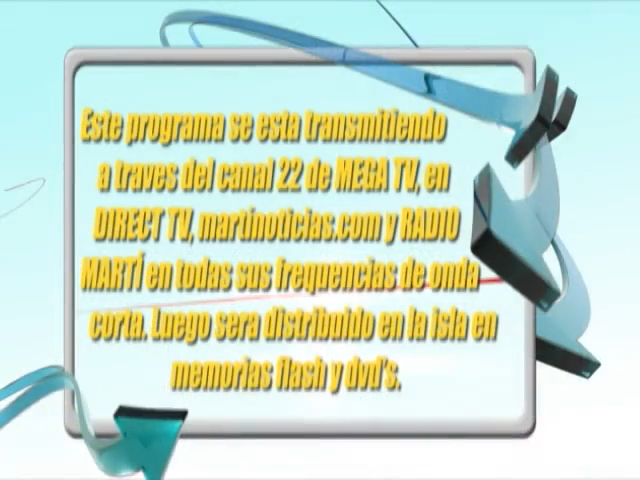 Este programa se esta transmitiendo
a traves del canal 22 de MEGA TV, en
DIRECT TV, martinoticias.com y RADIO
MARTÍ en todas sus frequencias de onda
corta. Luego sera distribuido en la isla en
memorias flash y dvd's.